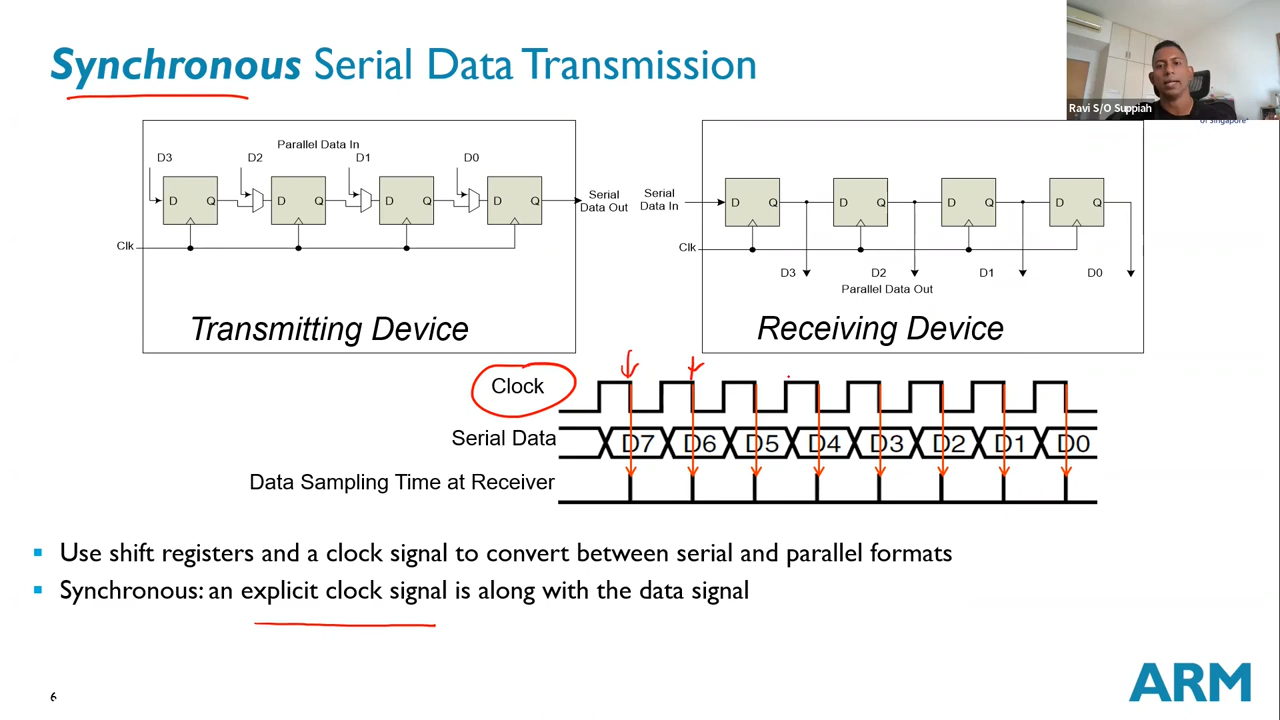 Synchronous Serial Data Transmission
Ravi S/O Suppiah
of Singapore
Parallel Data In
D3 D2 D1 D0
D Q D Q D Q D Q
Serial
Data Out
Clk
Transmitting Device
Serial
Data In
D Q D Q D Q D Q
Clk
D3 D2 D1 D0
Parallel Data Out
Receiving Device
Clock
Serial Data D7 D6 D5 D4 D3 D2 D1 D0
Data Sampling Time at Receiver
Use shift registers and a clock signal to convert between serial and parallel formats
Synchronous: an explicit clock signal is along with the data signal
6
ARM